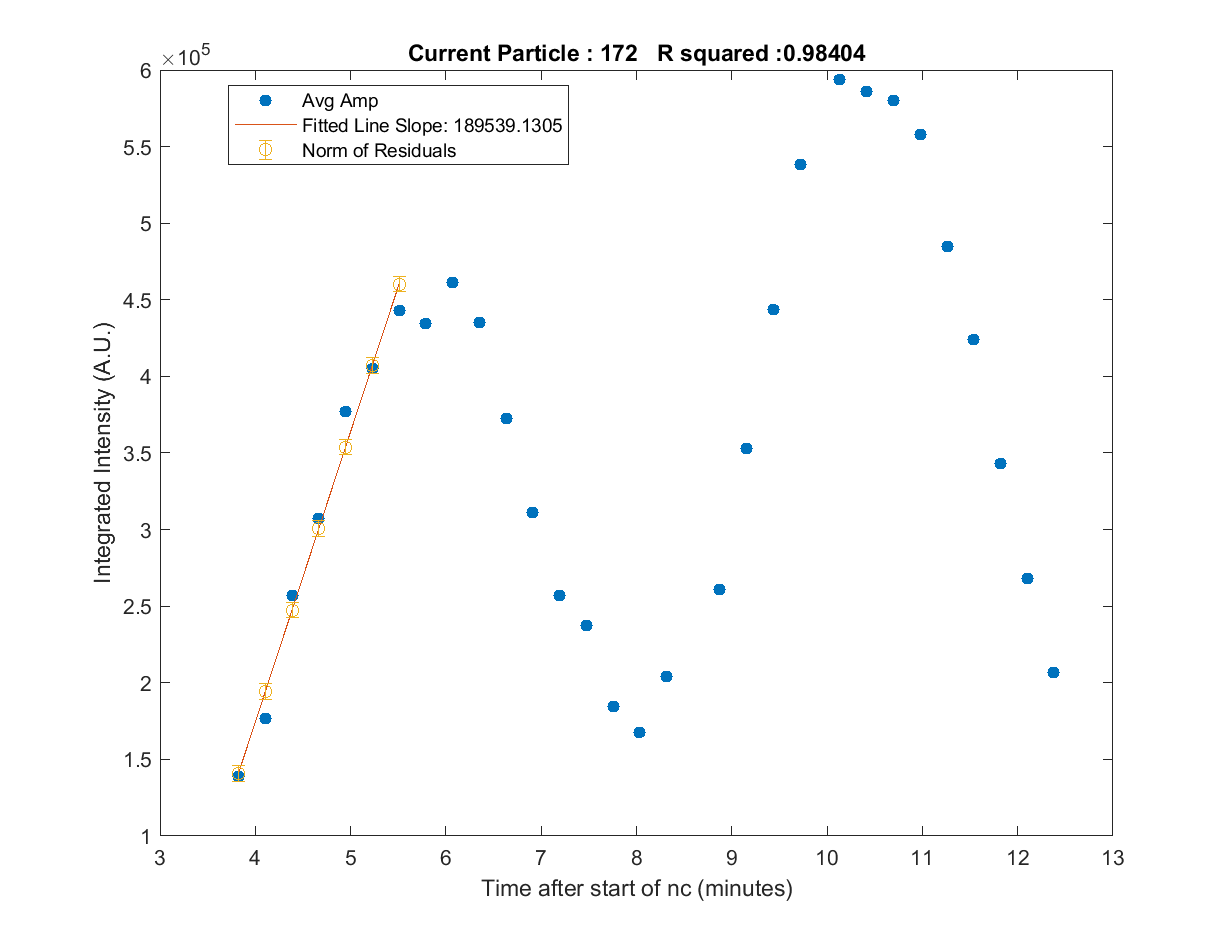 Current Particle : 172   R squared :0.98404
×10^5
6
5.5
5
4.5
4
3.5
3
2.5
2
1.5
1
Integrated Intensity (A.U.)
Avg Amp
Fitted Line Slope: 189539.1305
Norm of Residuals
3 4 5 6 7 8 9 10 11 12 13
Time after start of nc (minutes)